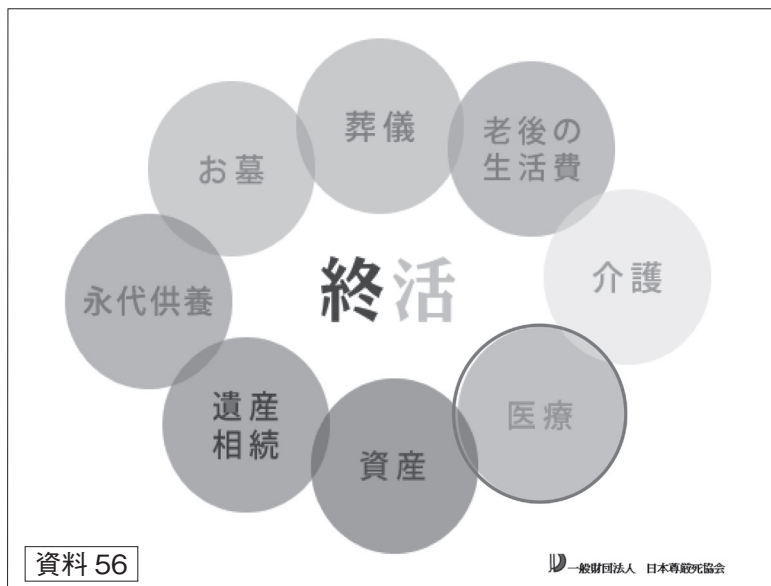 葬儀
老後の
生活費
お墓
介護
終活
永代供養
医療
遺産
相続
資産
資料 56
一般財団法人 日本尊厳死協会